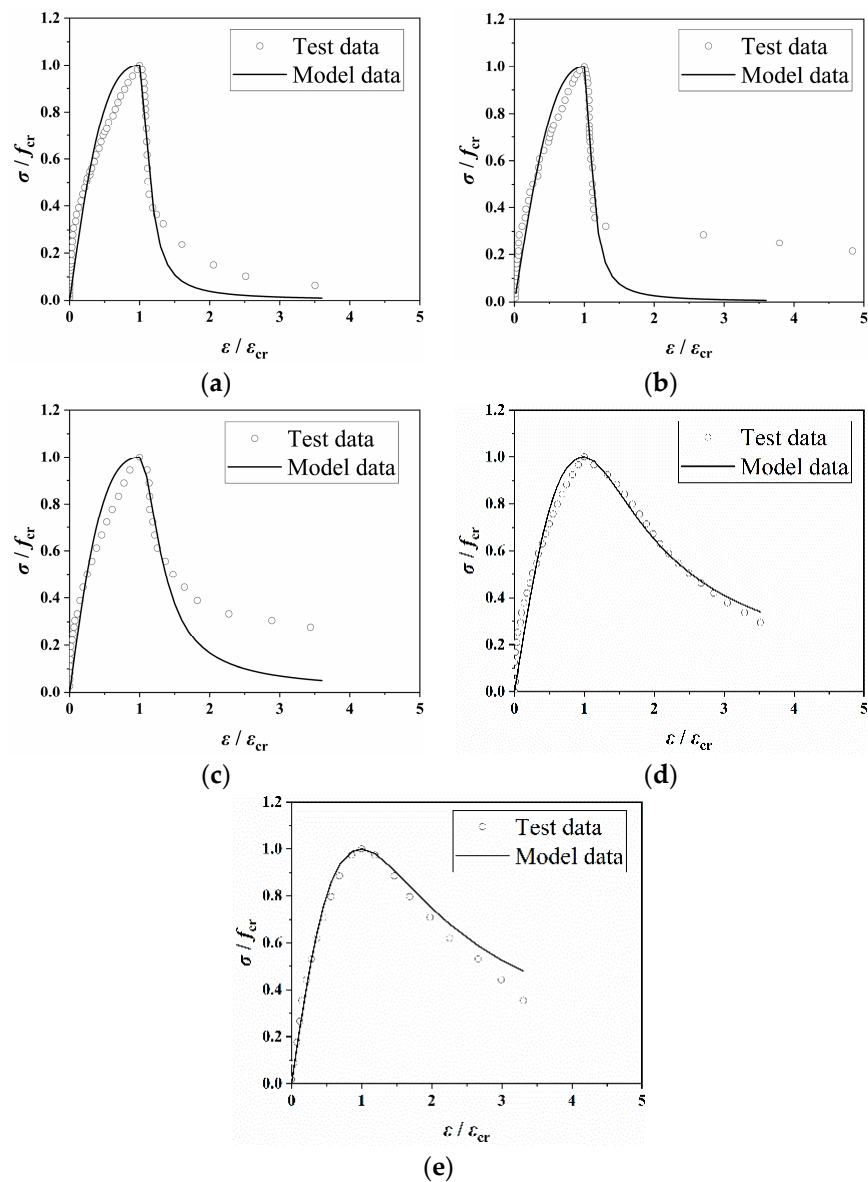 1.2
Test data
Model data
1.0
0.8
0.6
0.4
0.2
0.0
σ / fcr
0 1 2 3 4 5
ε / εcr
(a)
1.2
Test data
Model data
1.0
0.8
0.6
0.4
0.2
0.0
σ / fcr
0 1 2 3 4 5
ε / εcr
(b)
1.2
Test data
Model data
1.0
0.8
0.6
0.4
0.2
0.0
σ / fcr
0 1 2 3 4 5
ε / εcr
(c)
1.2
Test data
Model data
1.0
0.8
0.6
0.4
0.2
0.0
σ / fcr
0 1 2 3 4 5
ε / εcr
(d)
1.2
Test data
Model data
1.0
0.8
0.6
0.4
0.2
0.0
σ / fcr
0 1 2 3 4 5
ε / εcr
(e)